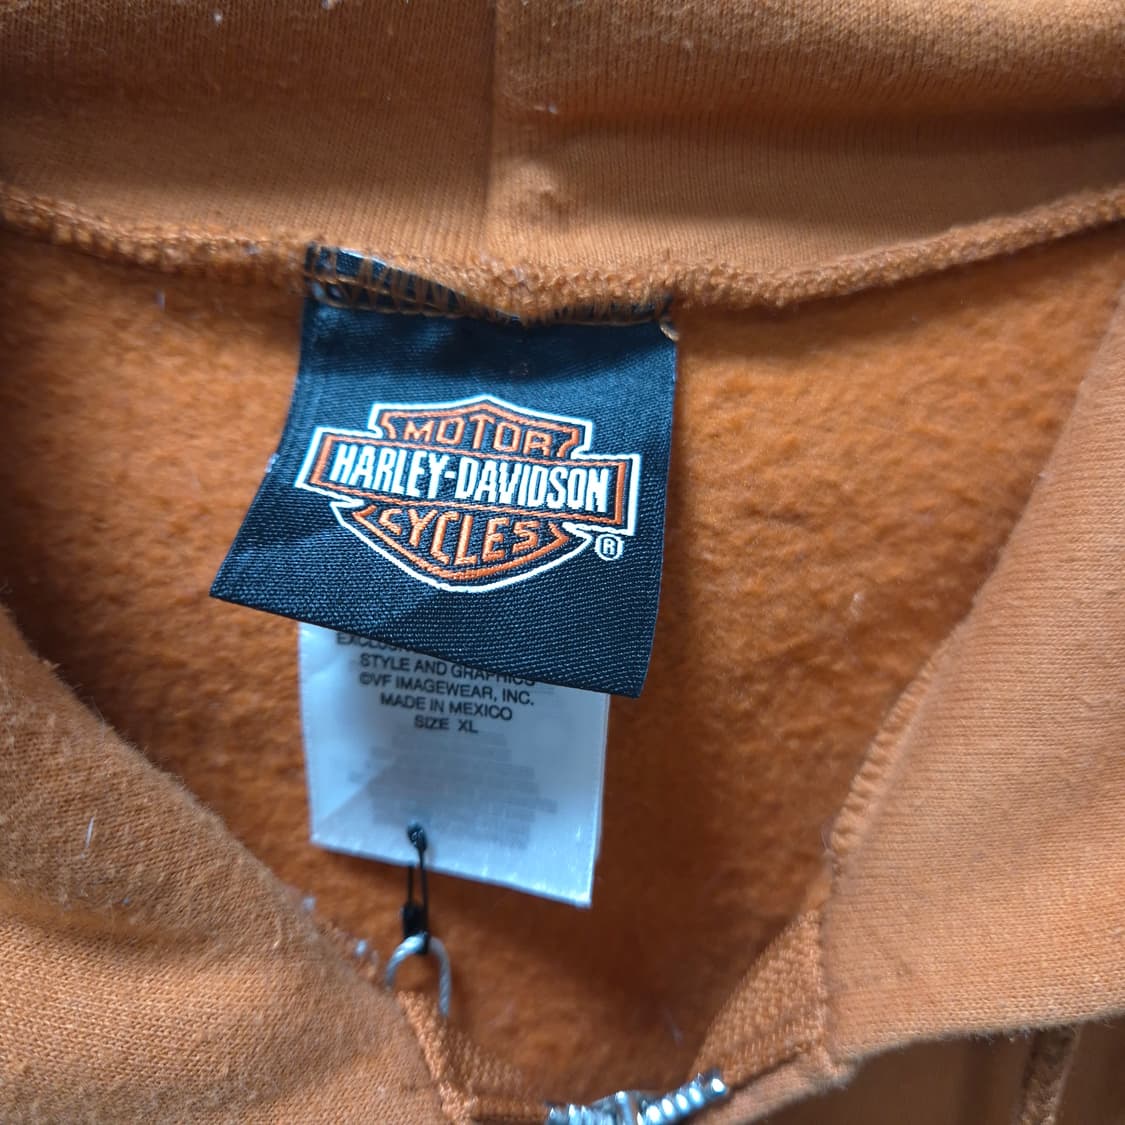 MOTOR
HARLEY-DAVIDSON
CYCLES
®
STYLE AND GRAPHICS
©VF IMAGEWEAR, INC.
MADE IN MEXICO
SIZE XL